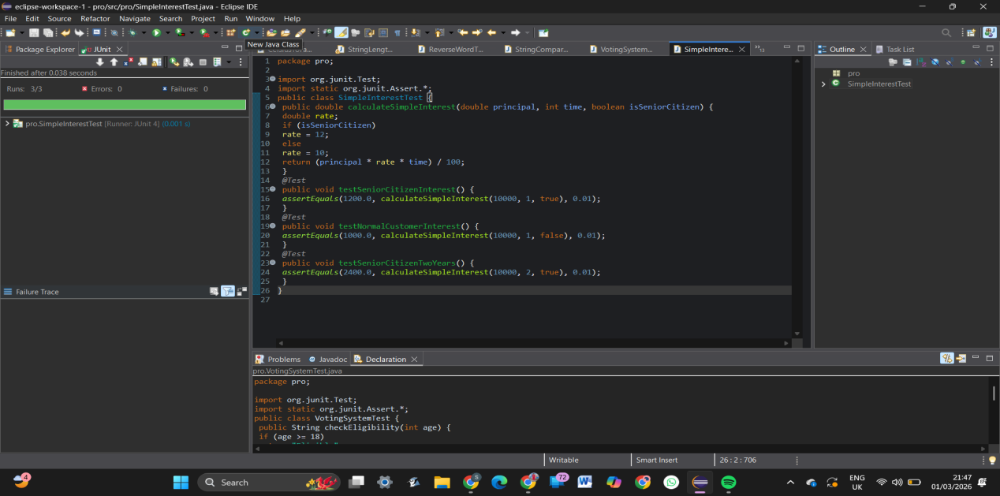 eclipse-workspace-1 - pro/src/pro/SimpleInterestTest.java - Eclipse IDE
File Edit Source Refactor Navigate Search Project Run Window Help
New Java Class
Package Explorer JUnit
StringLengt... ReverseWordT... StringCompar... VotingSystem... SimpleIntere... 13
Outline Task List
Finished after 0.038 seconds
Runs: 3/3 Errors: 0 Failures: 0
pro.SimpleInterestTest [Runner: JUnit 4] (0.001 s)
Failure Trace
1 package pro;
2
3 import org.junit.Test;
4 import static org.junit.Assert.*;
5 public class SimpleInterestTest {
6 public double calculateSimpleInterest(double principal, int time, boolean isSeniorCitizen) {
7 double rate;
8 if (isSeniorCitizen)
9 rate = 12;
10 else
11 rate = 10;
12 return (principal * rate * time) / 100;
13 }
14 @Test
15 public void testSeniorCitizenInterest() {
16 assertEquals(1200.0, calculateSimpleInterest(10000, 1, true), 0.01);
17 }
18 @Test
19 public void testNormalCustomerInterest() {
20 assertEquals(1000.0, calculateSimpleInterest(10000, 1, false), 0.01);
21 }
22 @Test
23 public void testSeniorCitizenTwoYears() {
24 assertEquals(2400.0, calculateSimpleInterest(10000, 2, true), 0.01);
25 }
26 }
27
pro
SimpleInterestTest
Problems Javadoc Declaration
pro.VotingSystemTest.java
package pro;
import org.junit.Test;
import static org.junit.Assert.*;
public class VotingSystemTest {
public String checkEligibility(int age) {
if (age >= 18)
Writable Smart Insert 26 : 2 : 706
4
Search
72
ENG
UK
21:47
01/03/2026